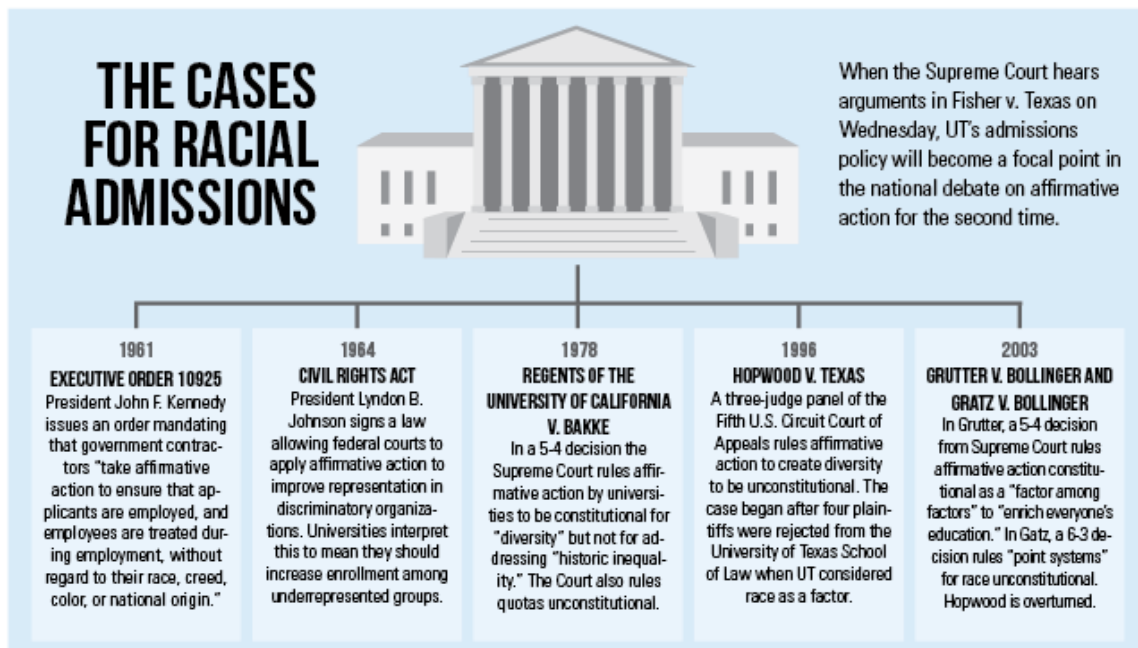 THE CASES
FOR RACIAL
ADMISSIONS
When the Supreme Court hears
arguments in Fisher v. Texas on
Wednesday, UT's admissions
policy will become a focal point in
the national debate on affirmative
action for the second time.
1961
EXECUTIVE ORDER 10925
President John F. Kennedy
issues an order mandating
that government contrac-
tors "take affirmative
action to ensure that ap-
plicants are employed, and
employees are treated dur-
ing employment, without
regard to their race, creed,
color, or national origin."
1964
CIVIL RIGHTS ACT
President Lyndon B.
Johnson signs a law
allowing federal courts to
apply affirmative action to
improve representation in
discriminatory organiza-
tions. Universities interpret
this to mean they should
increase enrollment among
underrepresented groups.
1978
REGENTS OF THE
UNIVERSITY OF CALIFORNIA
V. BAKKE
In a 5-4 decision the
Supreme Court rules affir-
mative action by universi-
ties to be constitutional for
"diversity" but not for ad-
dressing "historic inequal-
ity." The Court also rules
quotas unconstitutional.
1996
HOPWOOD V. TEXAS
A three-judge panel of the
Fifth U.S. Circuit Court of
Appeals rules affirmative
action to create diversity
to be unconstitutional. The
case began after four plain-
tiffs were rejected from the
University of Texas School
of Law when UT considered
race as a factor.
2003
GRUTTER V. BOLLINGER AND
GRATZ V. BOLLINGER
In Grutter, a 5-4 decision
from Supreme Court rules
affirmative action constitu-
tional as a "factor among
factors" to "enrich everyone's
education." In Gatz, a 6-3 de-
cision rules "point systems"
for race unconstitutional.
Hopwood is overturned.